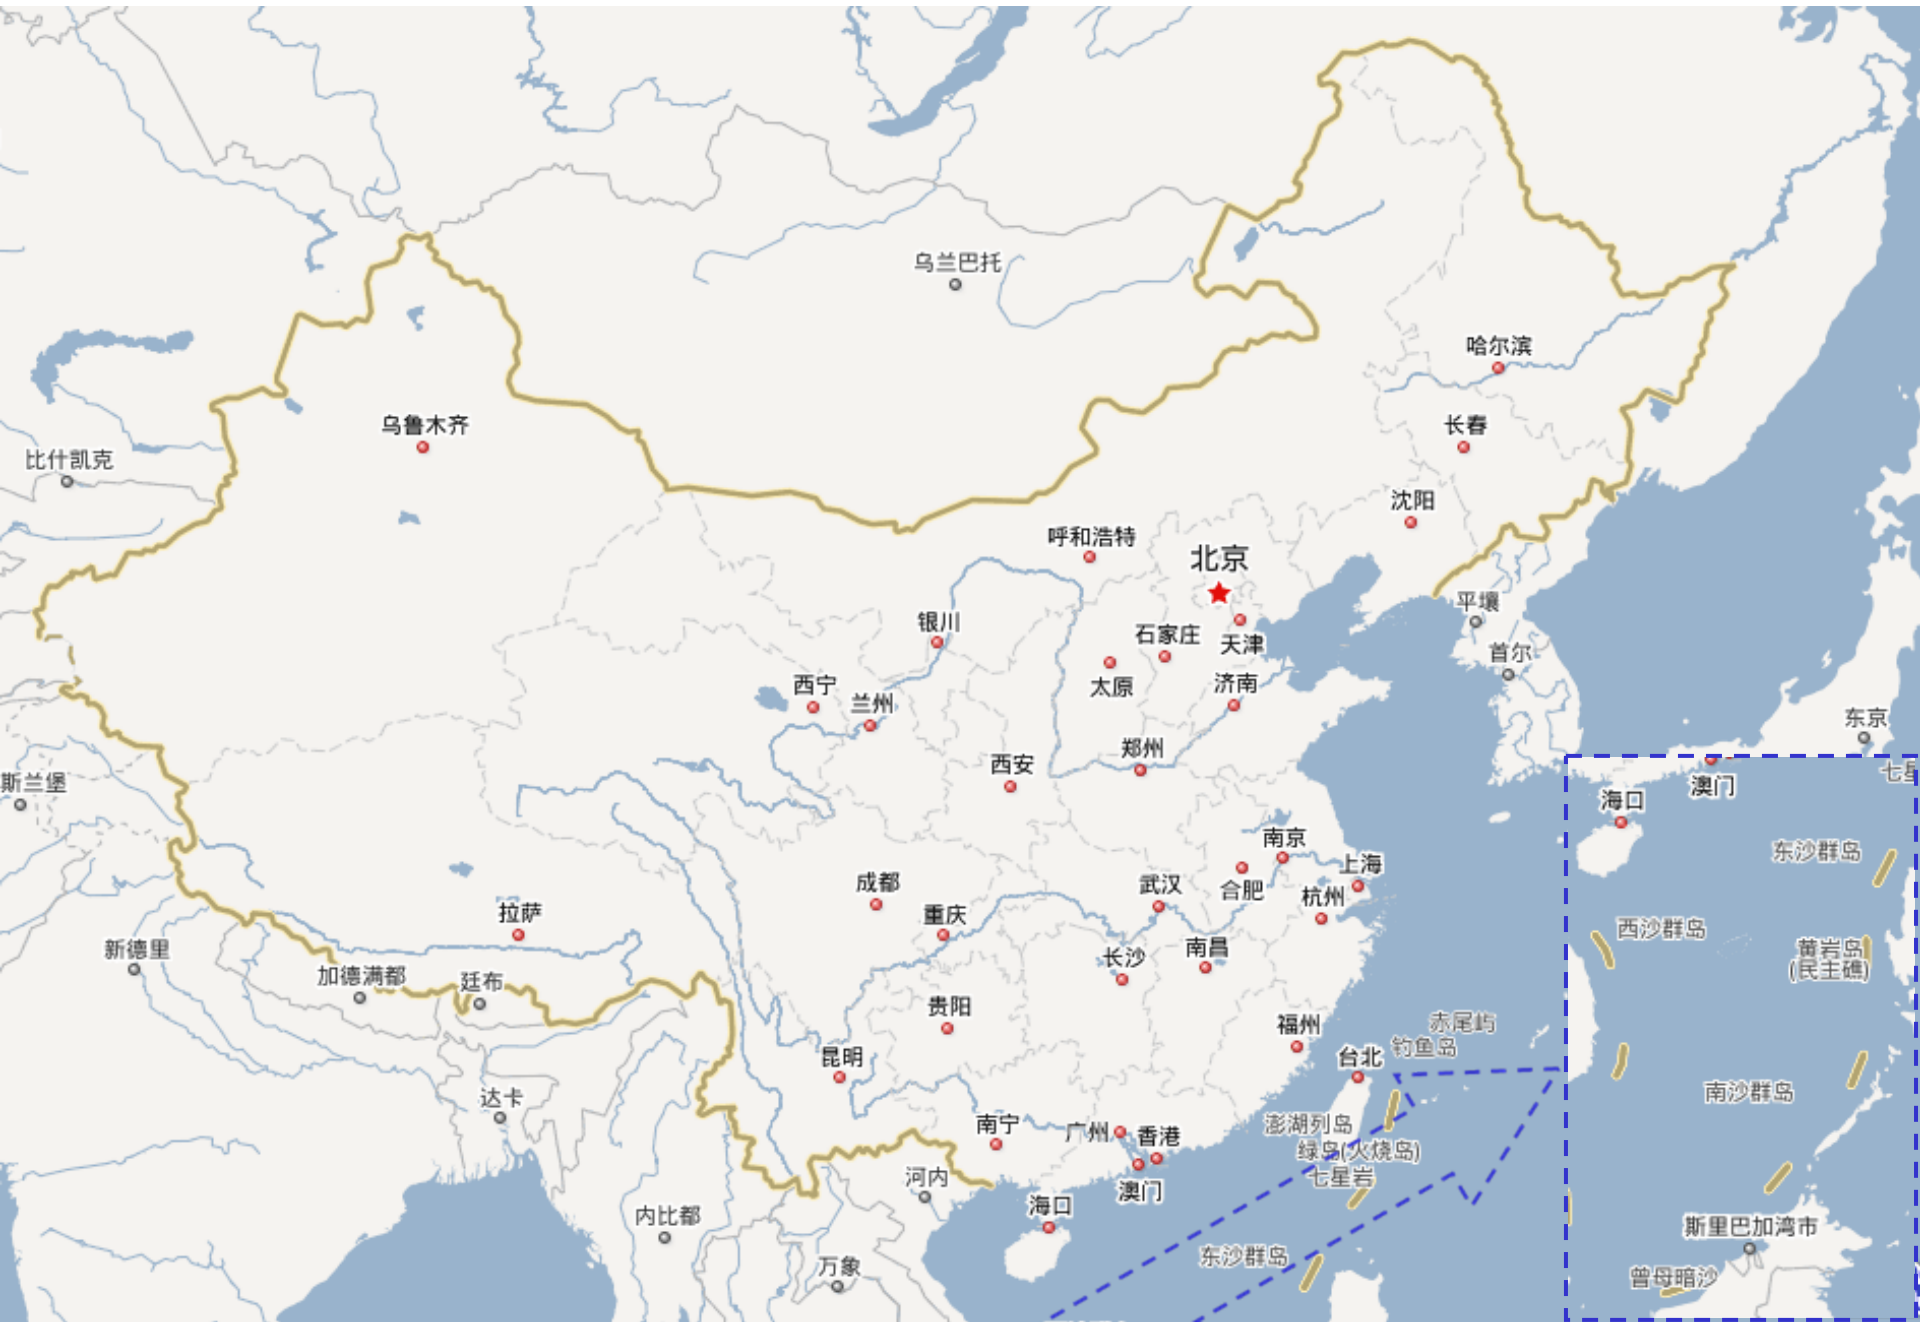 乌兰巴托
哈尔滨
乌鲁木齐
长春
比什凯克
沈阳
呼和浩特
北京
平壤
银川
石家庄
天津
首尔
西宁
太原
济南
兰州
东京
郑州
西安
斯兰堡
海口
澳门
南京
东沙群岛
上海
成都
武汉
合肥
杭州
拉萨
重庆
西沙群岛
新德里
长沙
南昌
黄岩岛
(民主礁)
加德满都
廷布
贵阳
福州
赤尾屿
钓鱼岛
昆明
台北
南沙群岛
达卡
南宁
广州
香港
澎湖列岛
绿岛(火烧岛)
七星岩
河内
澳门
海口
内比都
斯里巴加湾市
东沙群岛
万象
曾母暗沙